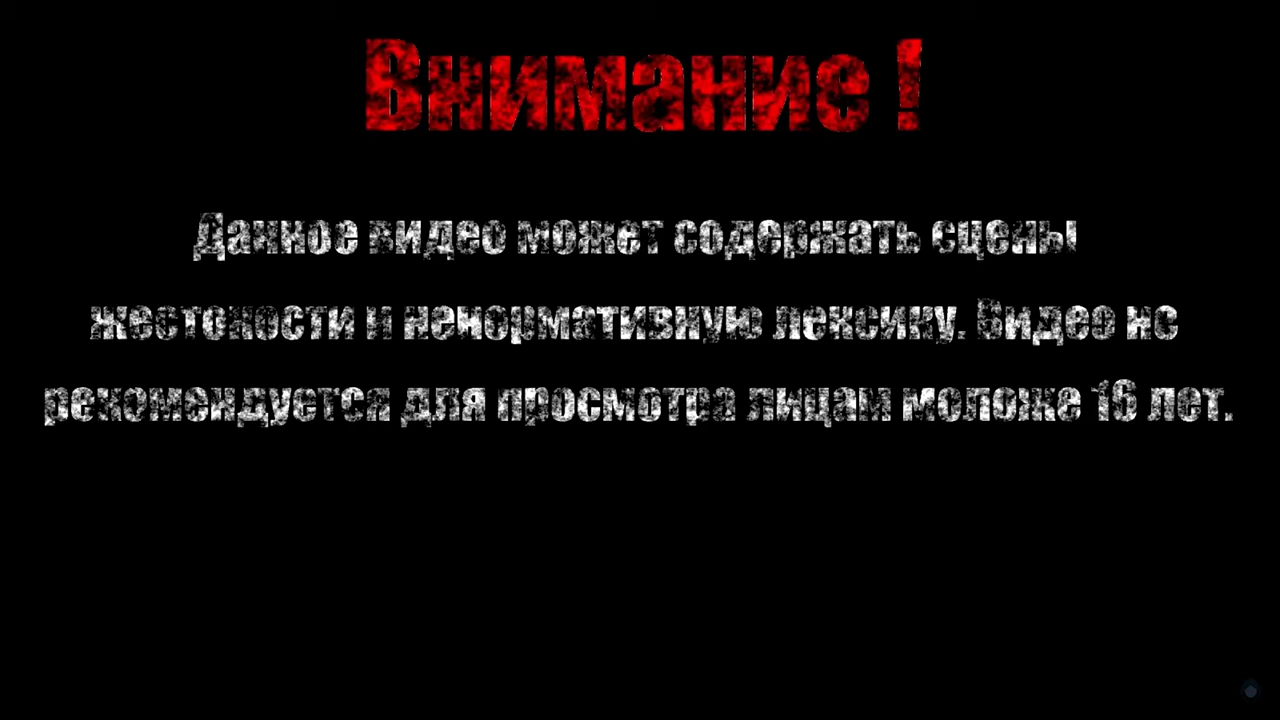 Внимание !
Данное видео может содержать сцены
жестокости и ненормативную лексику. Видео не
рекомендуется для просмотра лицам моложе 16 лет.